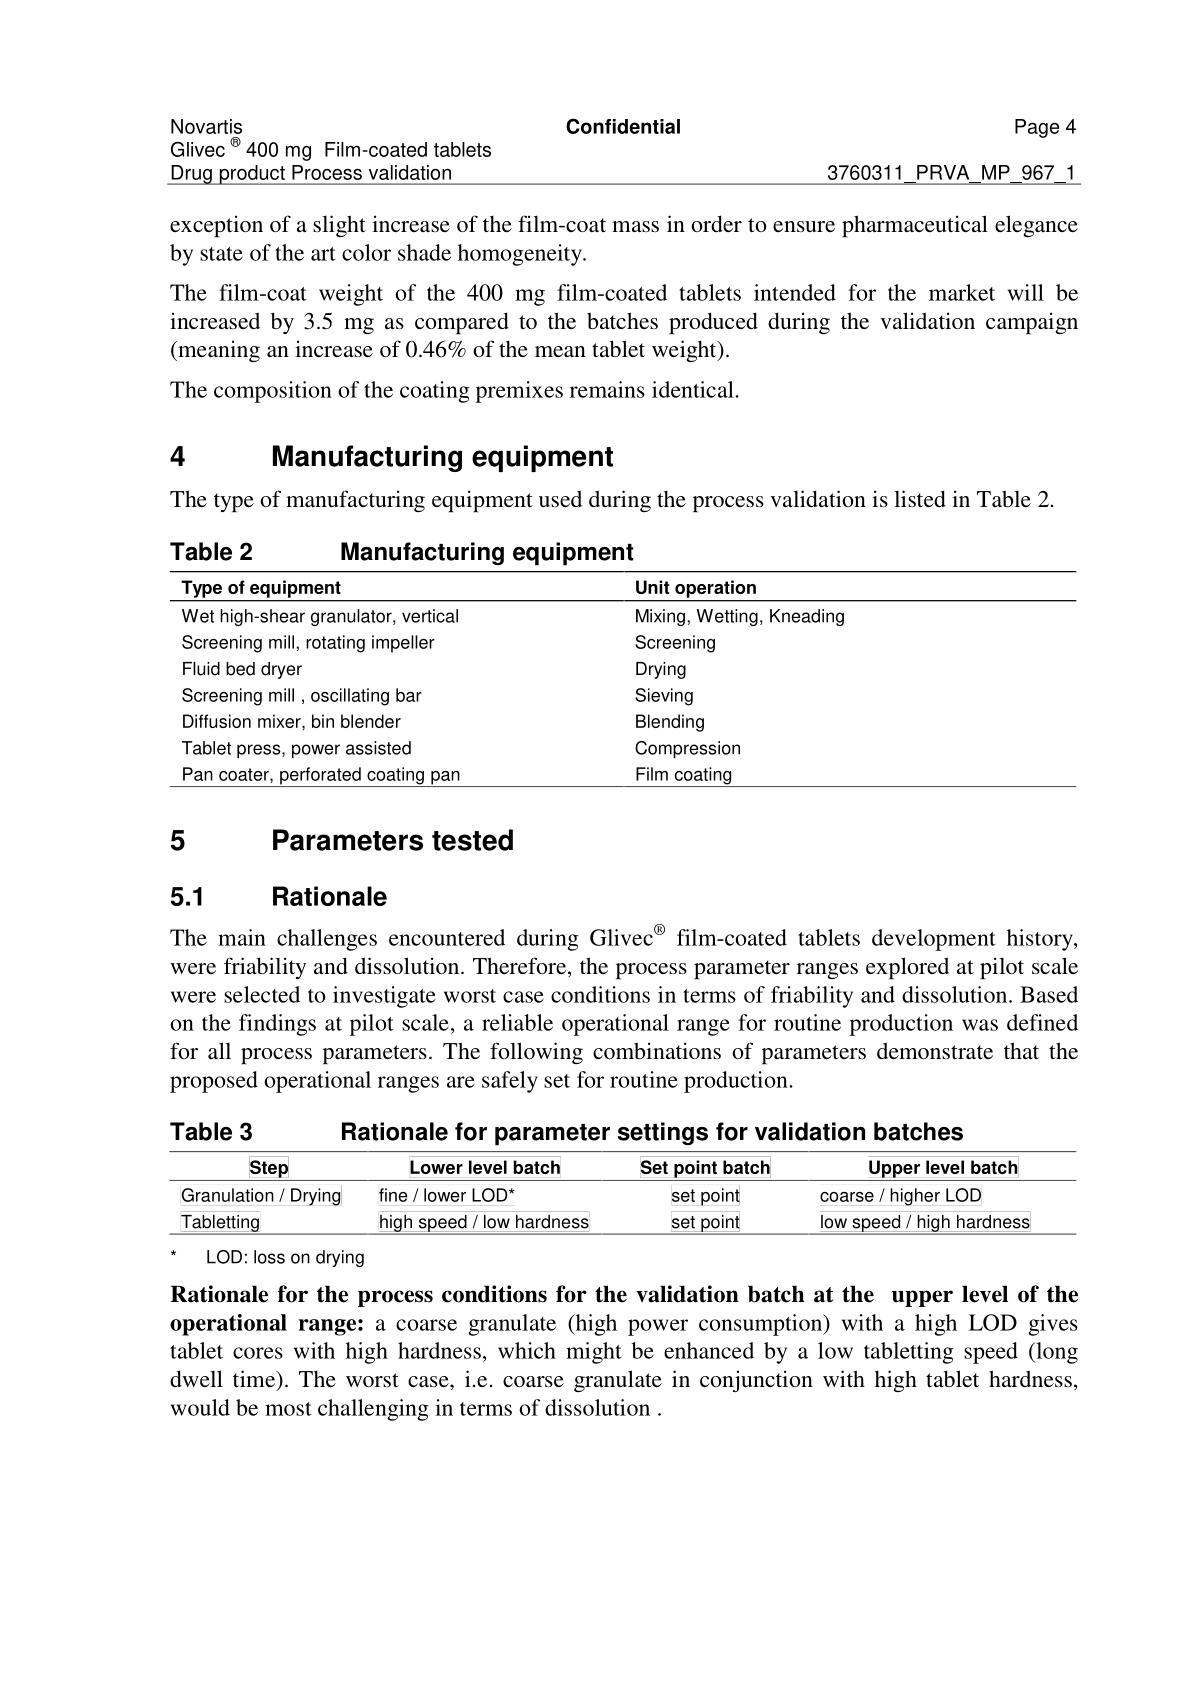 Novartis Confidential Page 4
Glivec ® 400 mg Film-coated tablets
Drug product Process validation 3760311_PRVA_MP_967_1
exception of a slight increase of the film-coat mass in order to ensure pharmaceutical elegance
by state of the art color shade homogeneity.
The film-coat weight of the 400 mg film-coated tablets intended for the market will be
increased by 3.5 mg as compared to the batches produced during the validation campaign
(meaning an increase of 0.46% of the mean tablet weight).
The composition of the coating premixes remains identical.
4 Manufacturing equipment
The type of manufacturing equipment used during the process validation is listed in Table 2.
Table 2 Manufacturing equipment
Type of equipment Unit operation
Wet high-shear granulator, vertical Mixing, Wetting, Kneading
Screening mill, rotating impeller Screening
Fluid bed dryer Drying
Screening mill , oscillating bar Sieving
Diffusion mixer, bin blender Blending
Tablet press, power assisted Compression
Pan coater, perforated coating pan Film coating
5 Parameters tested
5.1 Rationale
The main challenges encountered during Glivec® film-coated tablets development history,
were friability and dissolution. Therefore, the process parameter ranges explored at pilot scale
were selected to investigate worst case conditions in terms of friability and dissolution. Based
on the findings at pilot scale, a reliable operational range for routine production was defined
for all process parameters. The following combinations of parameters demonstrate that the
proposed operational ranges are safely set for routine production.
Table 3 Rationale for parameter settings for validation batches
Step Lower level batch Set point batch Upper level batch
Granulation / Drying fine / lower LOD* set point coarse / higher LOD
Tabletting high speed / low hardness set point low speed / high hardness
* LOD: loss on drying
Rationale for the process conditions for the validation batch at the upper level of the
operational range: a coarse granulate (high power consumption) with a high LOD gives
tablet cores with high hardness, which might be enhanced by a low tabletting speed (long
dwell time). The worst case, i.e. coarse granulate in conjunction with high tablet hardness,
would be most challenging in terms of dissolution .